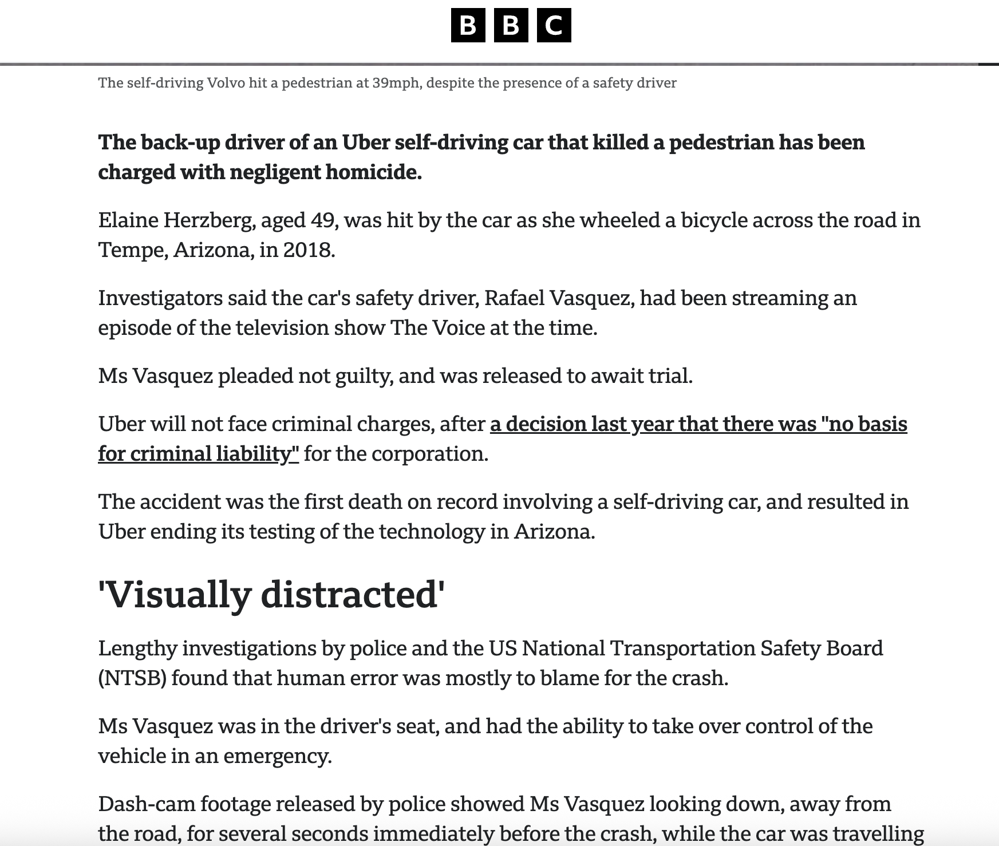 BBC
The self-driving Volvo hit a pedestrian at 39mph, despite the presence of a safety driver
The back-up driver of an Uber self-driving car that killed a pedestrian has been
charged with negligent homicide.
Elaine Herzberg, aged 49, was hit by the car as she wheeled a bicycle across the road in
Tempe, Arizona, in 2018.
Investigators said the car's safety driver, Rafael Vasquez, had been streaming an
episode of the television show The Voice at the time.
Ms Vasquez pleaded not guilty, and was released to await trial.
Uber will not face criminal charges, after a decision last year that there was "no basis
for criminal liability" for the corporation.
The accident was the first death on record involving a self-driving car, and resulted in
Uber ending its testing of the technology in Arizona.
'Visually distracted'
Lengthy investigations by police and the US National Transportation Safety Board
(NTSB) found that human error was mostly to blame for the crash.
Ms Vasquez was in the driver's seat, and had the ability to take over control of the
vehicle in an emergency.
Dash-cam footage released by police showed Ms Vasquez looking down, away from
the road, for several seconds immediately before the crash, while the car was travelling